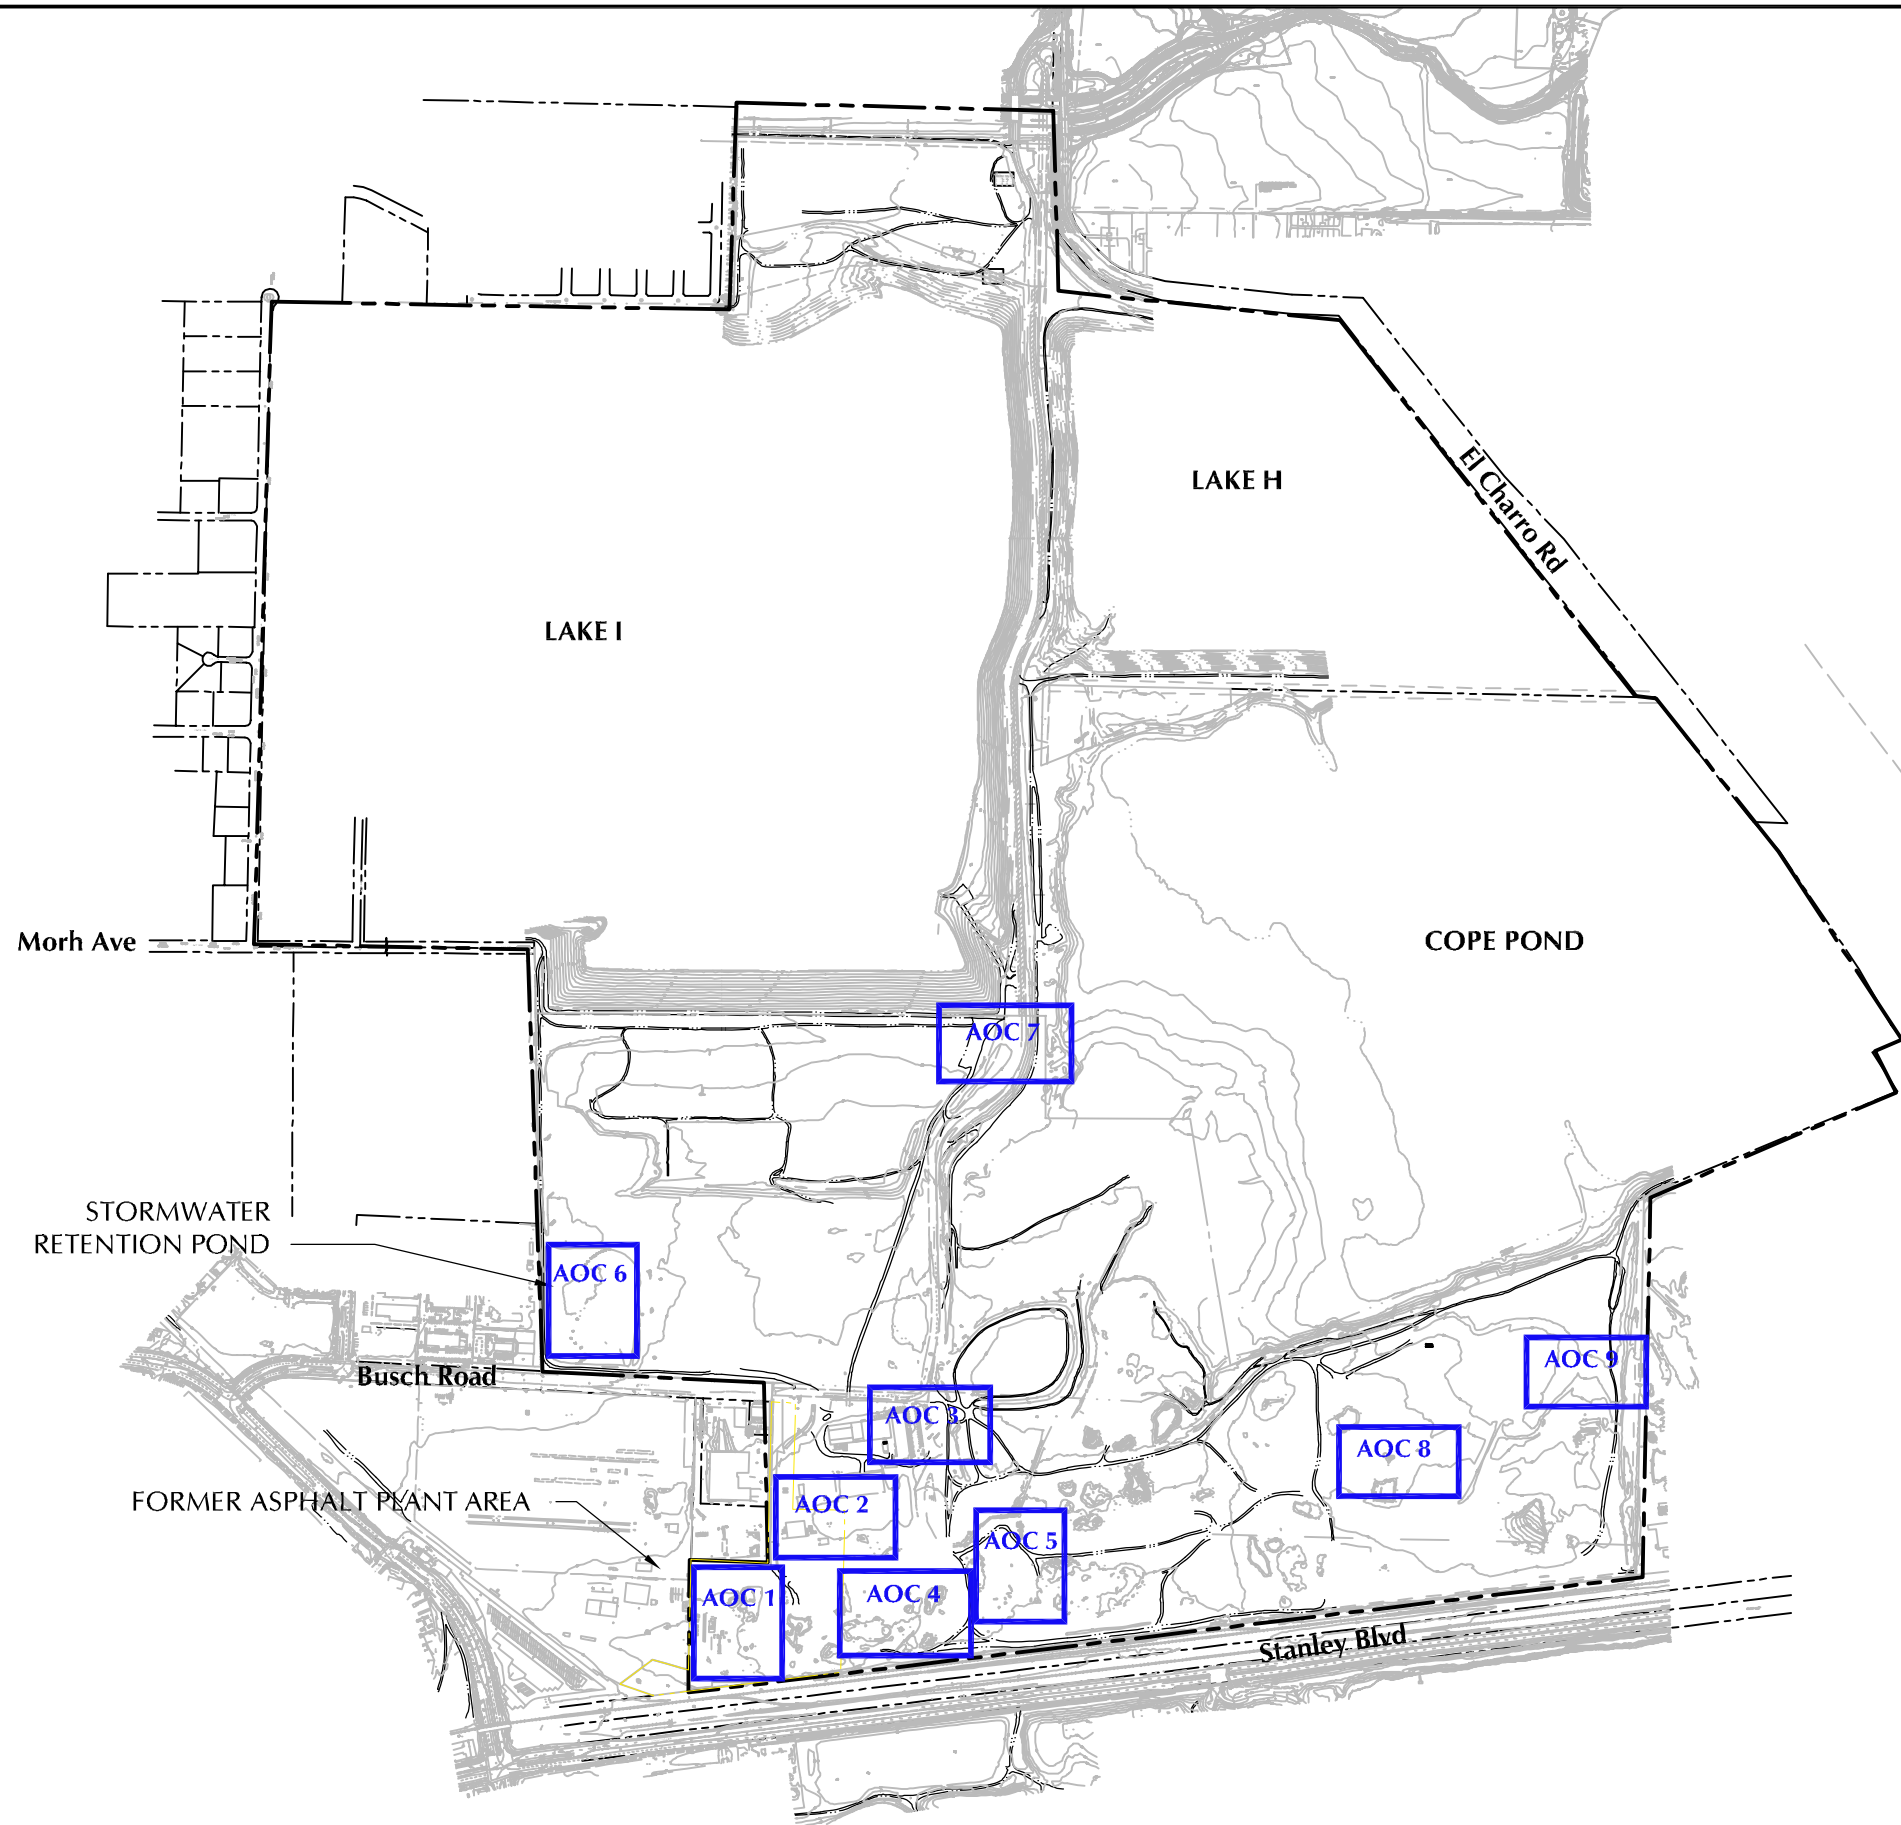 LAKE H
El Charro Rd
LAKE I
Morh Ave
COPE POND
AOC 7
STORMWATER
RETENTION POND
AOC 6
AOC 9
Busch Road
AOC 3
AOC 8
FORMER ASPHALT PLANT AREA
AOC 2
AOC 5
AOC 1
AOC 4
Stanley Blvd